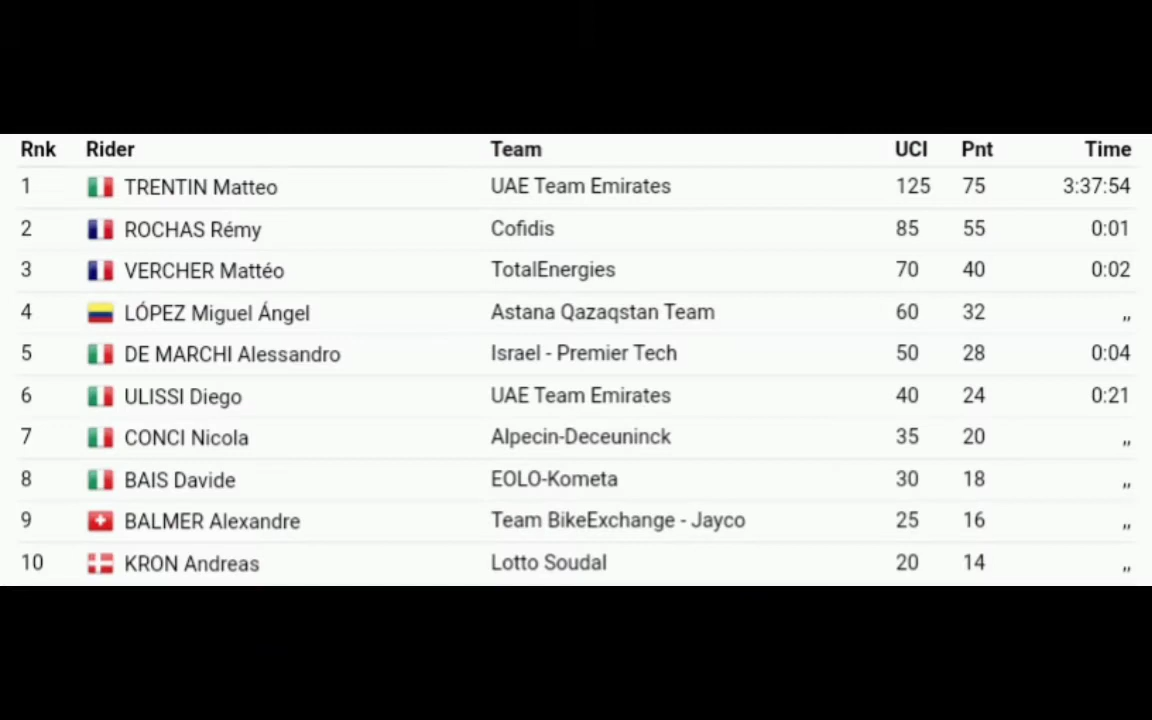 Rnk Rider Team UCI Pnt Time
1 TRENTIN Matteo UAE Team Emirates 125 75 3:37:54
2 ROCHAS Rémy Cofidis 85 55 0:01
3 VERCHER Mattéo TotalEnergies 70 40 0:02
4 LÓPEZ Miguel Ángel Astana Qazaqstan Team 60 32 ,,
5 DE MARCHI Alessandro Israel - Premier Tech 50 28 0:04
6 ULISSI Diego UAE Team Emirates 40 24 0:21
7 CONCI Nicola Alpecin-Deceuninck 35 20 ,,
8 BAIS Davide EOLO-Kometa 30 18 ,,
9 BALMER Alexandre Team BikeExchange - Jayco 25 16 ,,
10 KRON Andreas Lotto Soudal 20 14 ,,